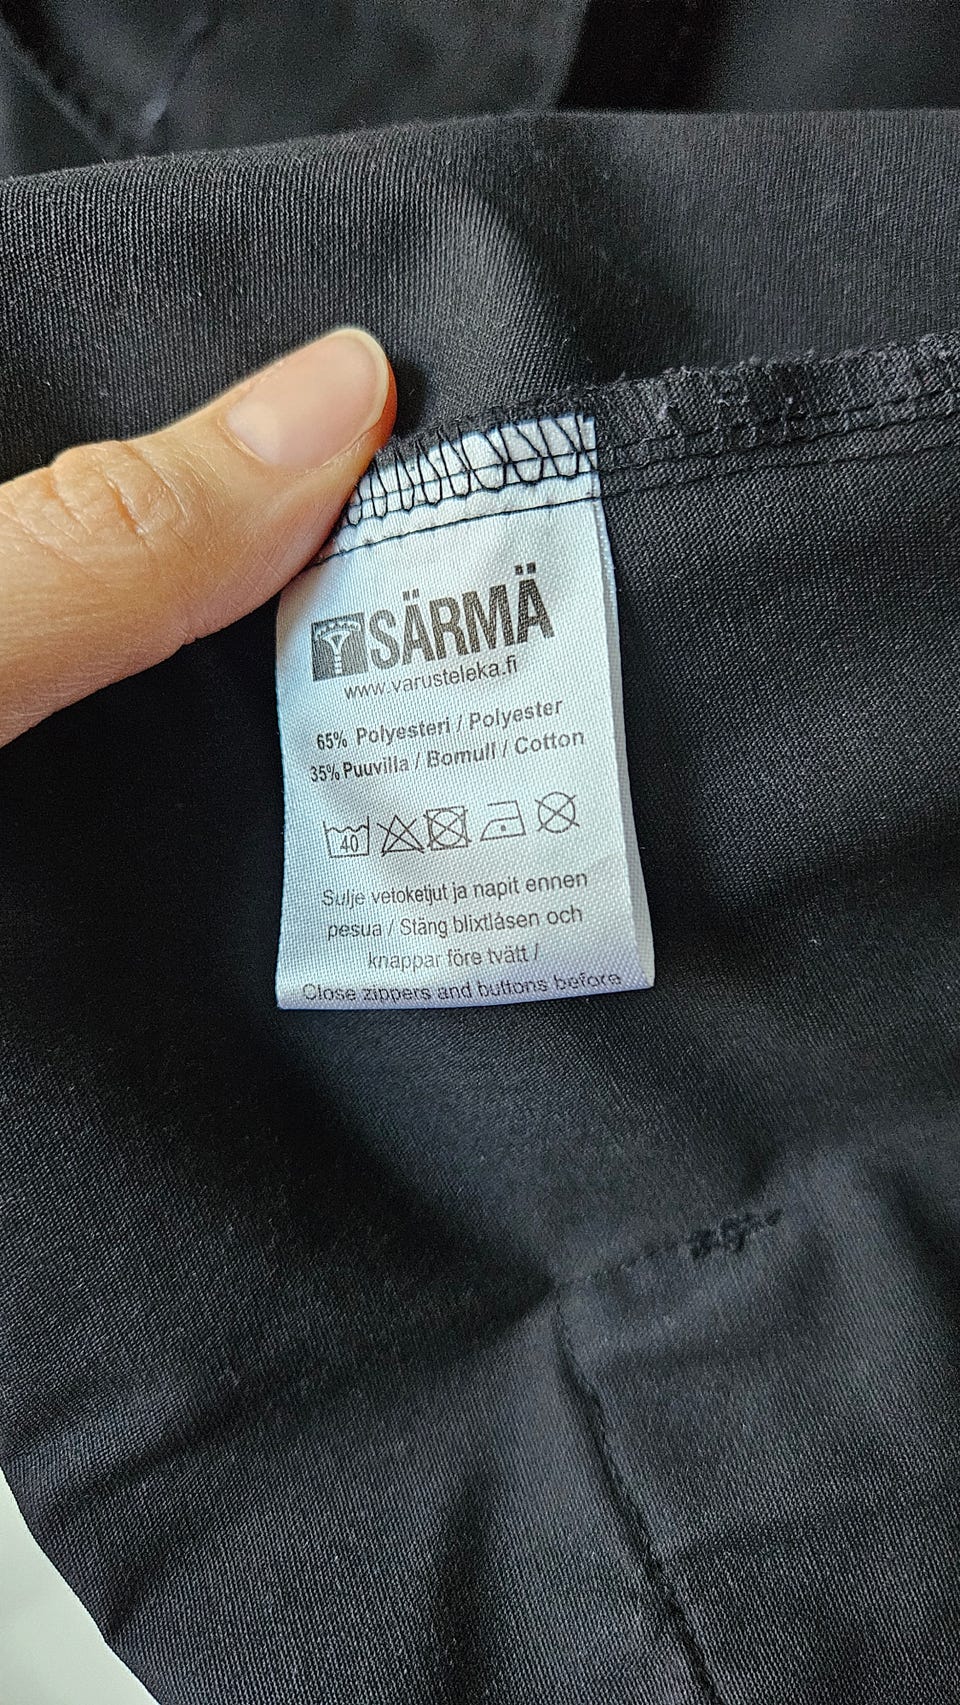 SÄRMÄ
www.varusteleka.fi
65% Polyesteri / Polyester
35% Puuvilla / Bomull / Cotton
40
Sulje vetoketjut ja napit ennen
pesua / Stäng blixtlåsen och
knappar före tvätt /
Close zippers and buttons before